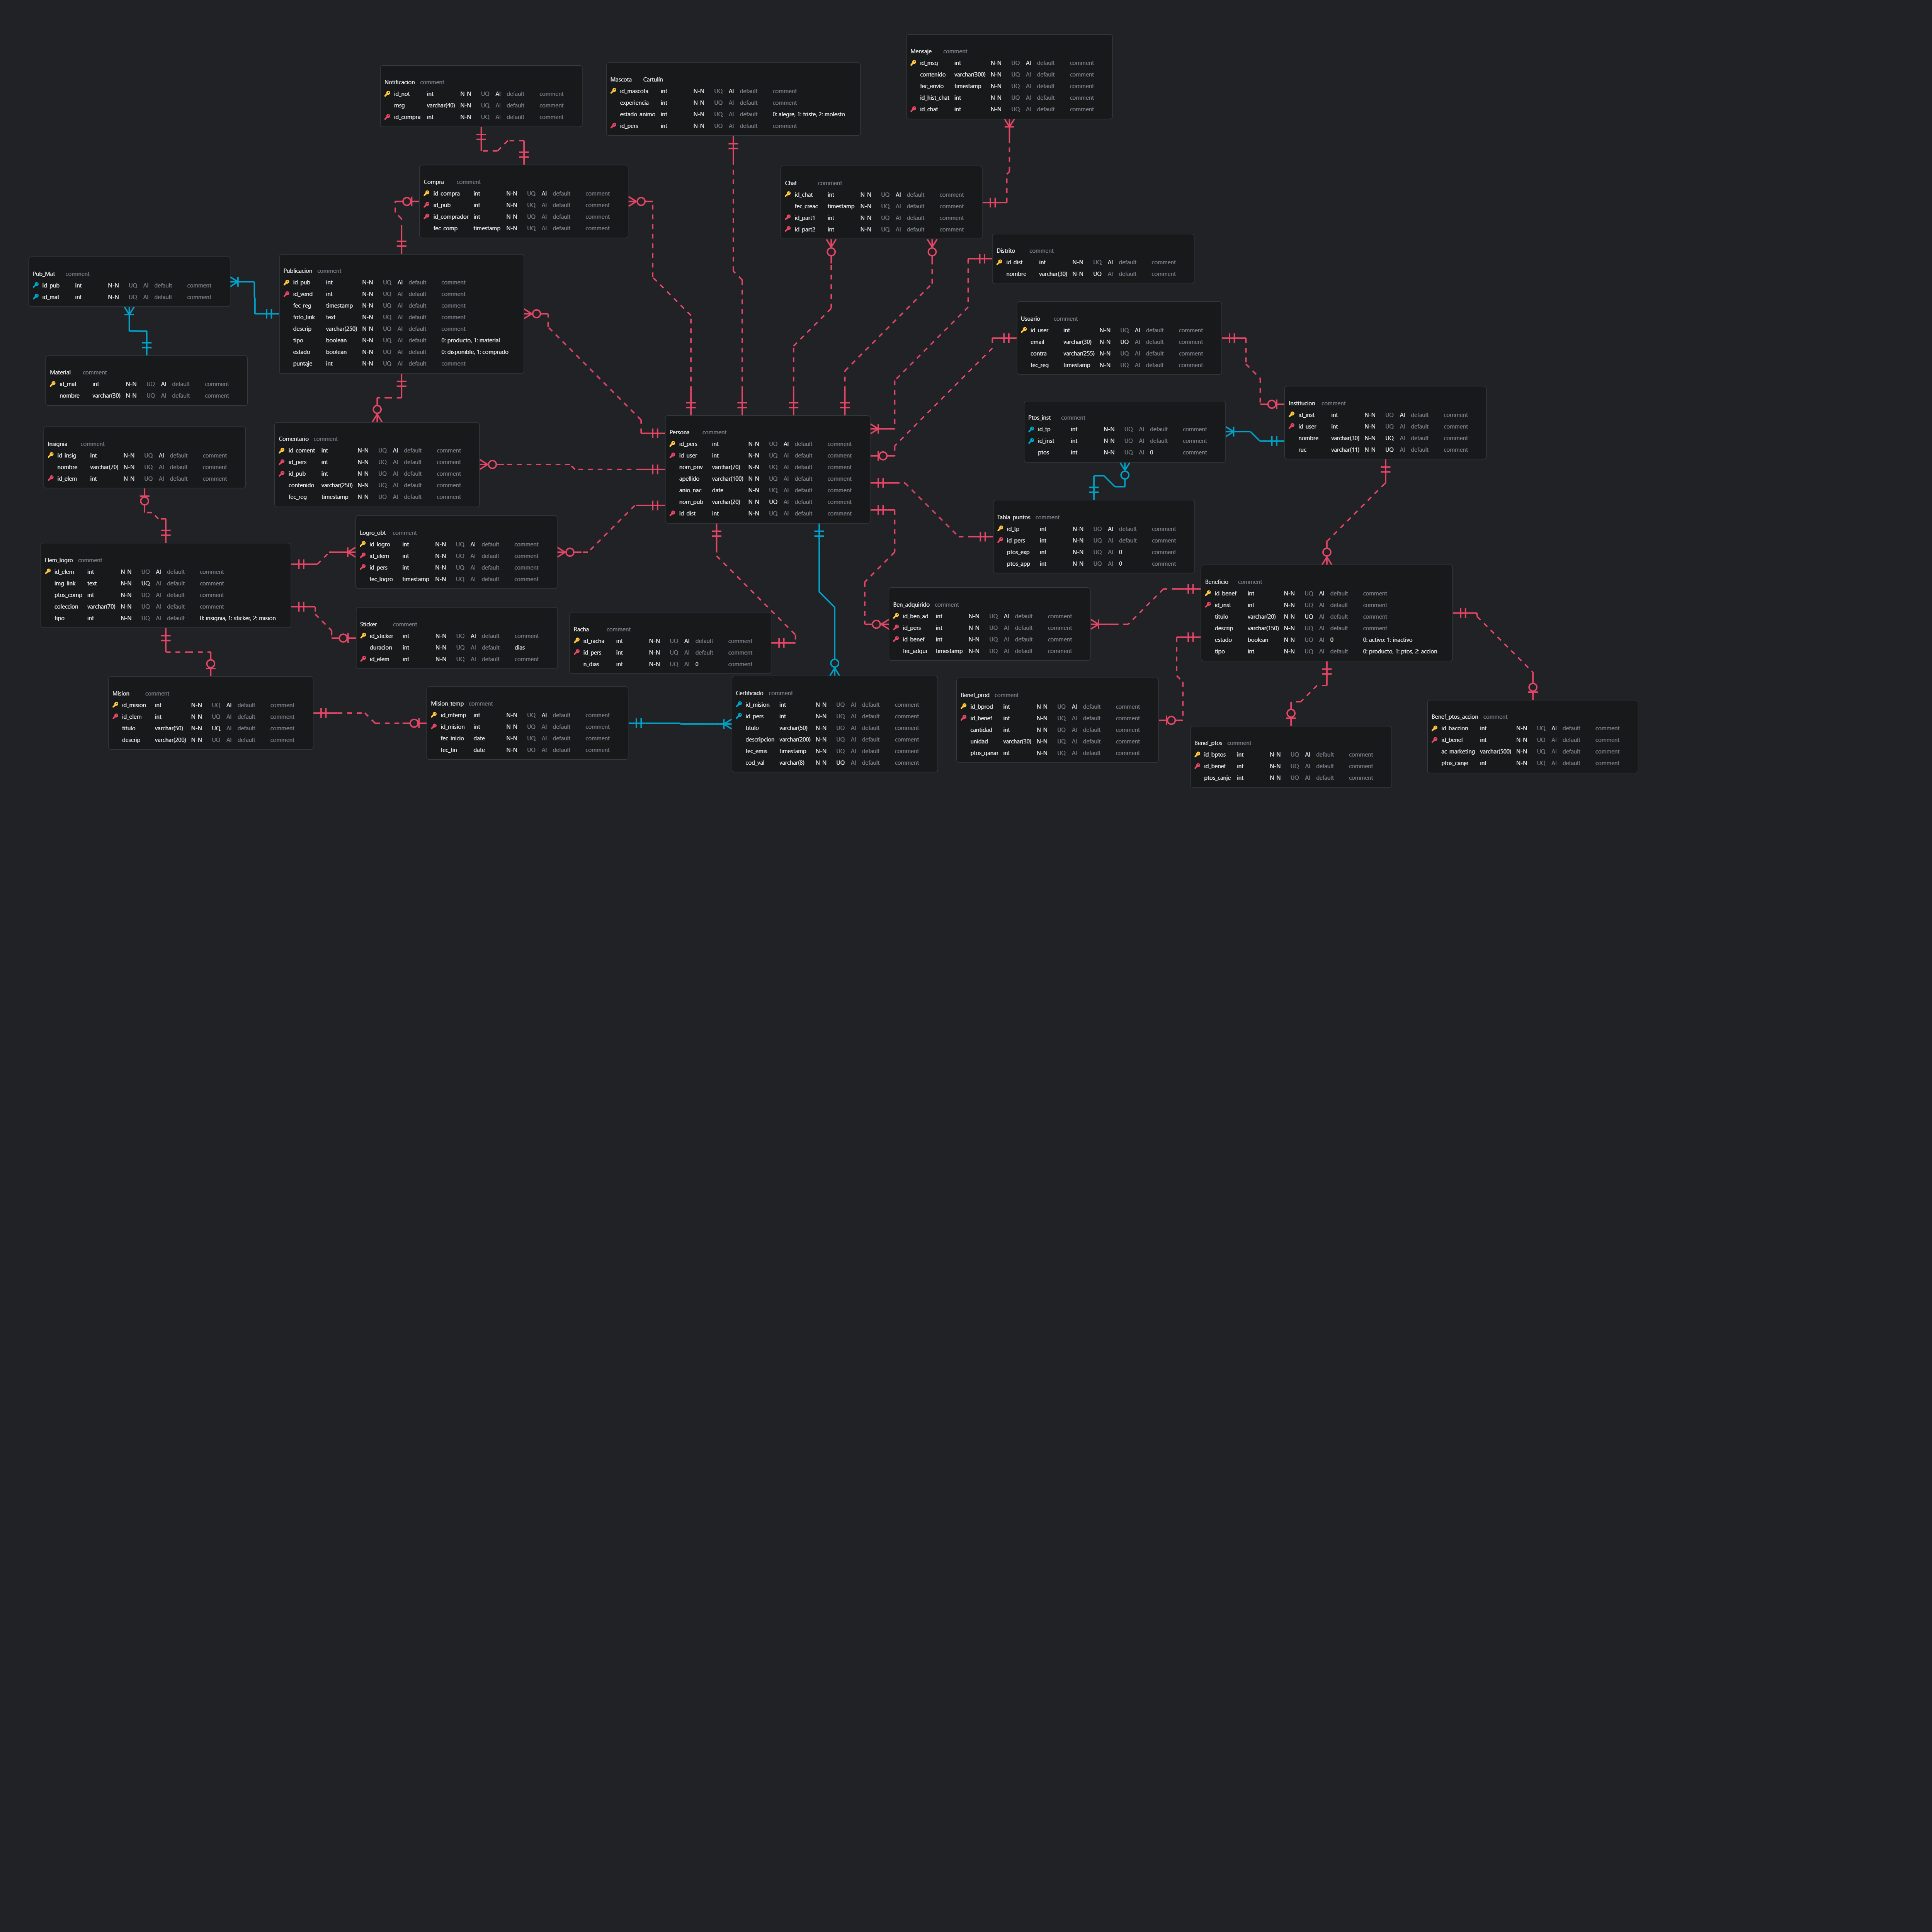 Mensaje comment
id_msg int N-N UQ AI default comment
contenido varchar(300) N-N UQ AI default comment
fec_envío timestamp N-N UQ AI default comment
id_hist_chat int N-N UQ AI default comment
id_chat int N-N UQ AI default comment
Notificacion comment
id_not int N-N UQ AI default comment
msg varchar(40) N-N UQ AI default comment
id_compra int N-N UQ AI default comment
Mascota Cartulín
id_mascota int N-N UQ AI default comment
experiencia int N-N UQ AI default comment
estado_animo int N-N UQ AI default 0: alegre, 1: triste, 2: molesto
id_pers int N-N UQ AI default comment
Compra comment
id_compra int N-N UQ AI default comment
id_pub int N-N UQ AI default comment
id_comprador int N-N UQ AI default comment
fec_comp timestamp N-N UQ AI default comment
Chat comment
id_chat int N-N UQ AI default comment
fec_creac timestamp N-N UQ AI default comment
id_part1 int N-N UQ AI default comment
id_part2 int N-N UQ AI default comment
Distrito comment
id_dist int N-N UQ AI default comment
nombre varchar(30) N-N UQ AI default comment
Pub_Mat comment
id_pub int N-N UQ AI default comment
id_mat int N-N UQ AI default comment
Publicacion comment
id_pub int N-N UQ AI default comment
id_vend int N-N UQ AI default comment
fec_reg timestamp N-N UQ AI default comment
foto_link text N-N UQ AI default comment
descrip varchar(250) N-N UQ AI default comment
tipo boolean N-N UQ AI default 0: producto, 1: material
estado boolean N-N UQ AI default 0: disponible, 1: comprado
puntaje int N-N UQ AI default comment
Usuario comment
id_user int N-N UQ AI default comment
email varchar(30) N-N UQ AI default comment
contra varchar(255) N-N UQ AI default comment
fec_reg timestamp N-N UQ AI default comment
Material comment
id_mat int N-N UQ AI default comment
nombre varchar(30) N-N UQ AI default comment
Institucion comment
id_inst int N-N UQ AI default comment
id_user int N-N UQ AI default comment
nombre varchar(30) N-N UQ AI default comment
ruc varchar(11) N-N UQ AI default comment
Ptos_inst comment
id_tp int N-N UQ AI default comment
id_inst int N-N UQ AI default comment
ptos int N-N UQ AI 0 comment
Persona comment
id_pers int N-N UQ AI default comment
id_user int N-N UQ AI default comment
nom_priv varchar(70) N-N UQ AI default comment
apellido varchar(100) N-N UQ AI default comment
anio_nac date N-N UQ AI default comment
nom_pub varchar(20) N-N UQ AI default comment
id_dist int N-N UQ AI default comment
Comentario comment
id_coment int N-N UQ AI default comment
id_pers int N-N UQ AI default comment
id_pub int N-N UQ AI default comment
contenido varchar(250) N-N UQ AI default comment
fec_reg timestamp N-N UQ AI default comment
Insignia comment
id_insig int N-N UQ AI default comment
nombre varchar(70) N-N UQ AI default comment
id_elem int N-N UQ AI default comment
Tabla_puntos comment
id_tp int N-N UQ AI default comment
id_pers int N-N UQ AI default comment
ptos_exp int N-N UQ AI 0 comment
ptos_app int N-N UQ AI 0 comment
Logro_obt comment
id_logro int N-N UQ AI default comment
id_elem int N-N UQ AI default comment
id_pers int N-N UQ AI default comment
fec_logro timestamp N-N UQ AI default comment
Elem_logro comment
id_elem int N-N UQ AI default comment
img_link text N-N UQ AI default comment
ptos_comp int N-N UQ AI default comment
coleccion varchar(70) N-N UQ AI default comment
tipo int N-N UQ AI default 0: insignia, 1: sticker, 2: mision
Beneficio comment
id_benef int N-N UQ AI default comment
id_inst int N-N UQ AI default comment
titulo varchar(20) N-N UQ AI default comment
descrip varchar(150) N-N UQ AI default comment
estado boolean N-N UQ AI 0 0: activo: 1: inactivo
tipo int N-N UQ AI default 0: producto, 1: ptos, 2: accion
Ben_adquirido comment
id_ben_ad int N-N UQ AI default comment
id_pers int N-N UQ AI default comment
id_benef int N-N UQ AI default comment
fec_adqui timestamp N-N UQ AI default comment
Sticker comment
id_sticker int N-N UQ AI default comment
duracion int N-N UQ AI default dias
id_elem int N-N UQ AI default comment
Racha comment
id_racha int N-N UQ AI default comment
id_pers int N-N UQ AI default comment
n_dias int N-N UQ AI 0 comment
Mision comment
id_mision int N-N UQ AI default comment
id_elem int N-N UQ AI default comment
titulo varchar(50) N-N UQ AI default comment
descrip varchar(200) N-N UQ AI default comment
Mision_temp comment
id_mtemp int N-N UQ AI default comment
id_mision int N-N UQ AI default comment
fec_inicio date N-N UQ AI default comment
fec_fin date N-N UQ AI default comment
Certificado comment
id_mision int N-N UQ AI default comment
id_pers int N-N UQ AI default comment
titulo varchar(50) N-N UQ AI default comment
descripcion varchar(200) N-N UQ AI default comment
fec_emis timestamp N-N UQ AI default comment
cod_val varchar(8) N-N UQ AI default comment
Benef_prod comment
id_bprod int N-N UQ AI default comment
id_benef int N-N UQ AI default comment
cantidad int N-N UQ AI default comment
unidad varchar(30) N-N UQ AI default comment
ptos_ganar int N-N UQ AI default comment
Benef_ptos comment
id_bptos int N-N UQ AI default comment
id_benef int N-N UQ AI default comment
ptos_canje int N-N UQ AI default comment
Benef_ptos_accion comment
id_baccion int N-N UQ AI default comment
id_benef int N-N UQ AI default comment
ac_marketing varchar(500) N-N UQ AI default comment
ptos_canje int N-N UQ AI default comment